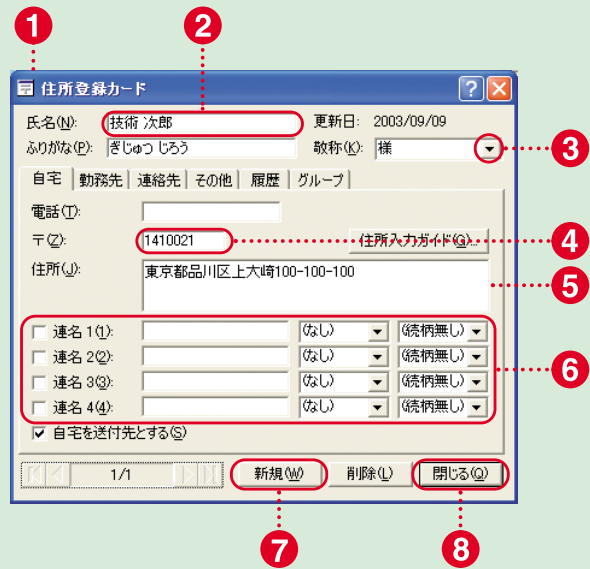 1
2
住所登録カード
氏名(N): 技術 次郎 更新日: 2003/09/09
ふりがな(P): ぎじゅつ じろう 敬称(K): 様
3
自宅 勤務先 連絡先 その他 履歴 グループ
電話(T):
〒(Z): 1410021 住所入力ガイド(G)...
4
住所(J): 東京都品川区上大崎100-100-100
5
連名 1(1): (なし) (続柄無し)
連名 2(2): (なし) (続柄無し)
連名 3(3): (なし) (続柄無し)
連名 4(4): (なし) (続柄無し)
6
自宅を送付先とする(S)
1/1 新規(W) 削除(L) 閉じる(Q)
7
8